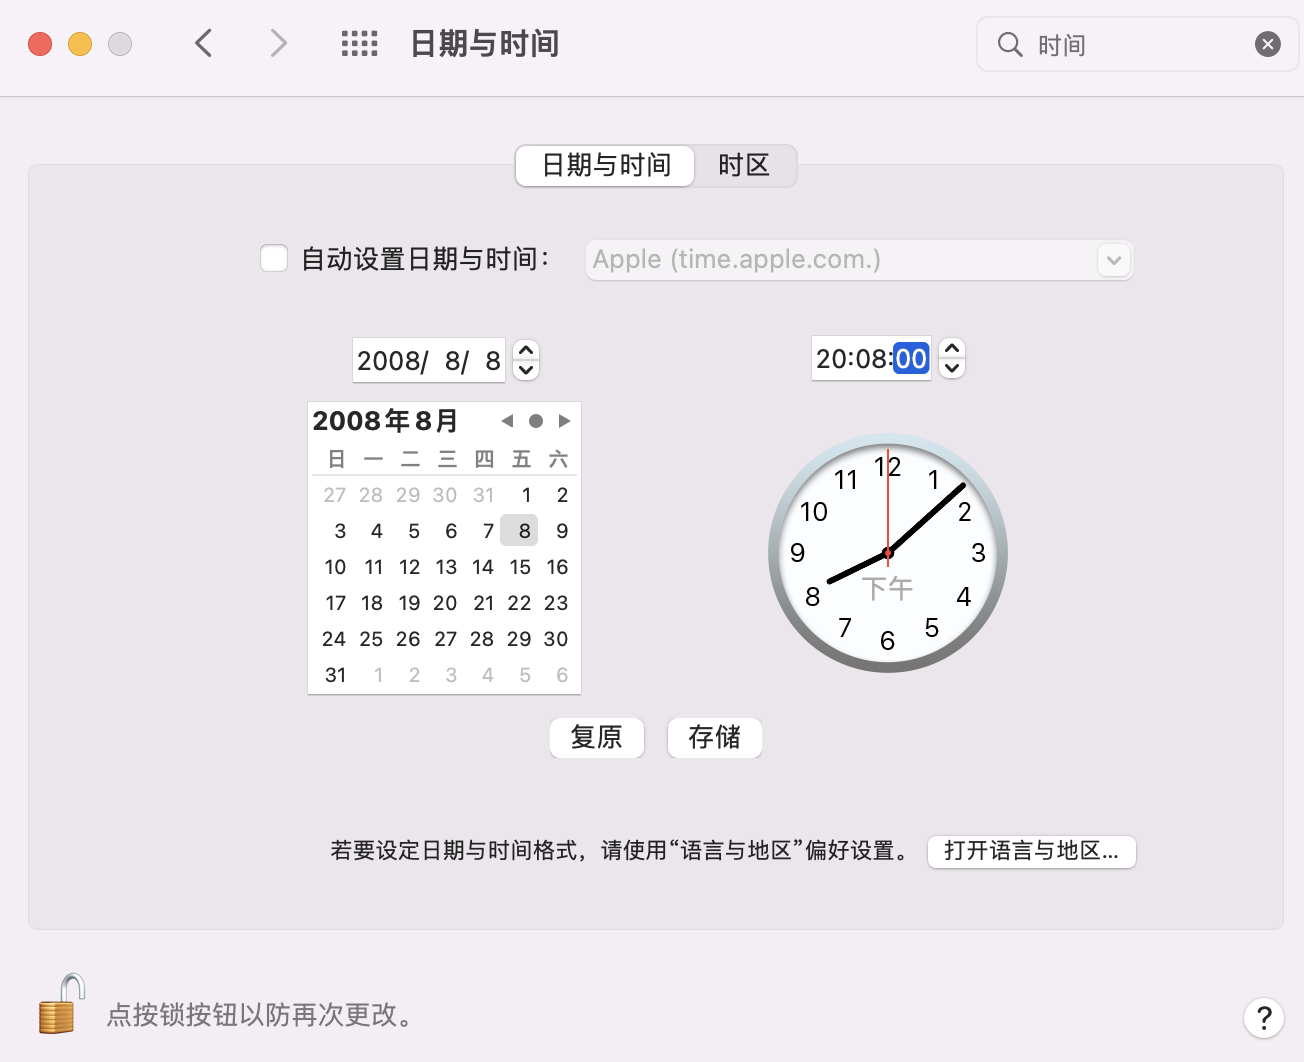 日期与时间
时间
日期与时间 时区
自动设置日期与时间：
Apple (time.apple.com.)
2008/ 8/ 8
20:08:00
2008年8月
日 一 二 三 四 五 六
27 28 29 30 31 1 2
3 4 5 6 7 8 9
10 11 12 13 14 15 16
17 18 19 20 21 22 23
24 25 26 27 28 29 30
31 1 2 3 4 5 6
12
11 1
10 2
9 3
下午
8 4
7 5
6
复原 存储
若要设定日期与时间格式，请使用“语言与地区”偏好设置。 打开语言与地区...
点按锁按钮以防再次更改。
?